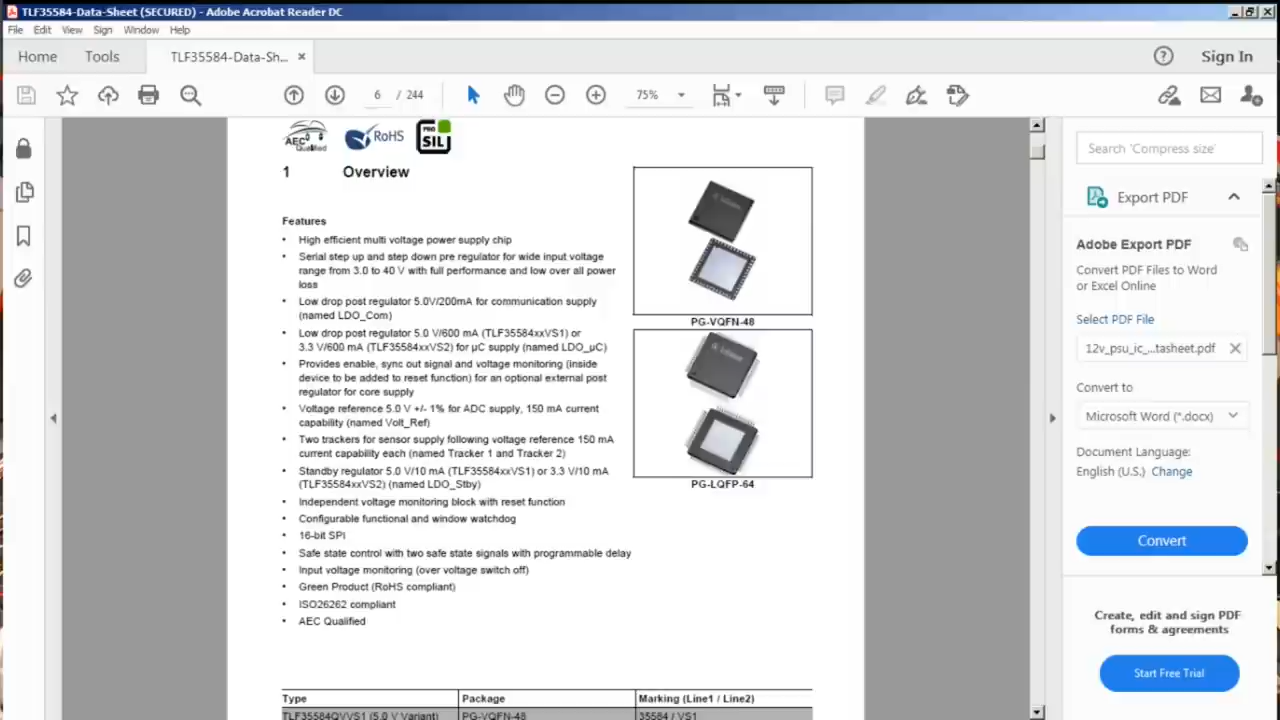 TLF35584-Data-Sheet (SECURED) - Adobe Acrobat Reader DC
File Edit View Sign Window Help
Home Tools TLF35584-Data-Sh... ×
Sign In
6 / 244
75%
AEC Qualified
RoHS
PRO SIL
1 Overview
Features
• High efficient multi voltage power supply chip
• Serial step up and step down pre regulator for wide input voltage
range from 3.0 to 40 V with full performance and low over all power
loss
• Low drop post regulator 5.0V/200mA for communication supply
(named LDO_Com)
• Low drop post regulator 5.0 V/600 mA (TLF35584xxVS1) or
3.3 V/600 mA (TLF35584xxVS2) for µC supply (named LDO_µC)
• Provides enable, sync out signal and voltage monitoring (inside
device to be added to reset function) for an optional external post
regulator for core supply
• Voltage reference 5.0 V +/- 1% for ADC supply, 150 mA current
capability (named Volt_Ref)
• Two trackers for sensor supply following voltage reference 150 mA
current capability each (named Tracker 1 and Tracker 2)
• Standby regulator 5.0 V/10 mA (TLF35584xxVS1) or 3.3 V/10 mA
(TLF35584xxVS2) (named LDO_Stby)
• Independent voltage monitoring block with reset function
• Configurable functional and window watchdog
• 16-bit SPI
• Safe state control with two safe state signals with programmable delay
• Input voltage monitoring (over voltage switch off)
• Green Product (RoHS compliant)
• ISO26262 compliant
• AEC Qualified
PG-VQFN-48
PG-LQFP-64
Type Package Marking (Line1 / Line2)
TLF35584QVVS1 (5.0 V Variant) PG-VQFN-48 35584 / VS1
Search 'Compress size'
Export PDF
Adobe Export PDF
Convert PDF Files to Word
or Excel Online
Select PDF File
12v_psu_ic_...tasheet.pdf
Convert to
Microsoft Word (*.docx)
Document Language:
English (U.S.) Change
Convert
Create, edit and sign PDF
forms & agreements
Start Free Trial